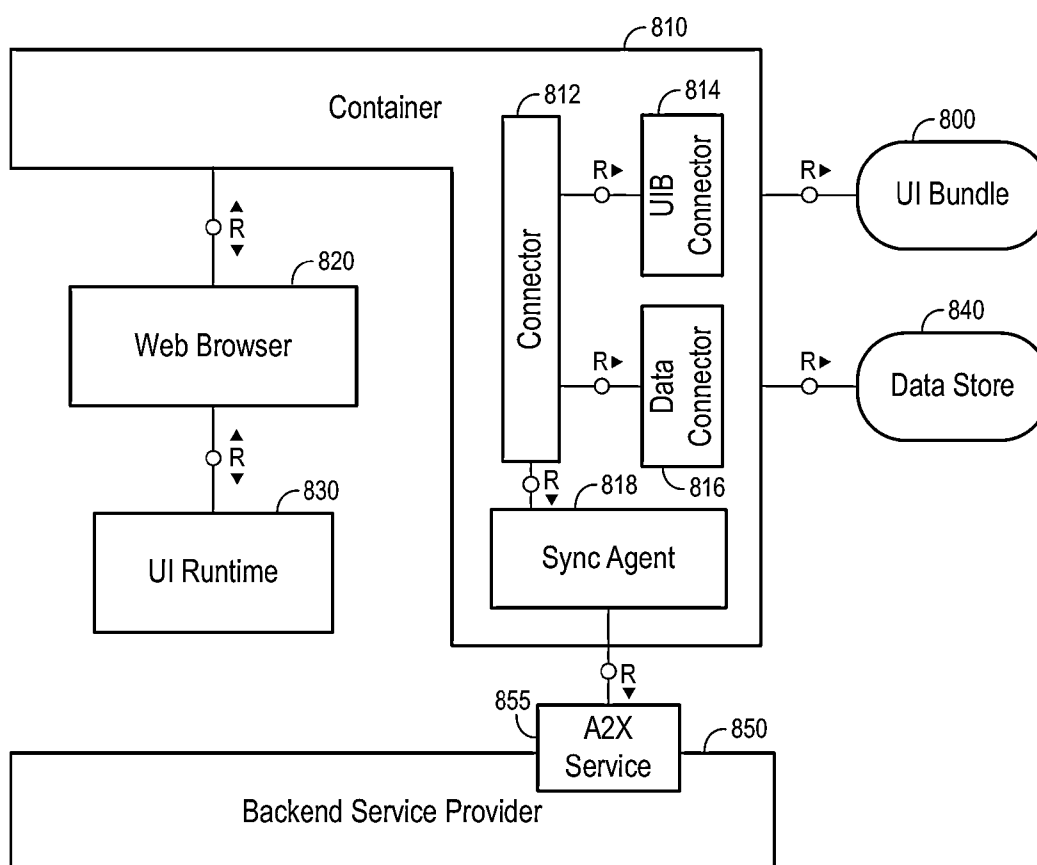 810
Container
812
814
800
Connector
UIB
Connector
R
R
UI Bundle
R
820
Web Browser
840
Data
Connector
R
R
Data Store
R
830
UI Runtime
R
818
816
Sync Agent
R
855
A2X
Service
850
Backend Service Provider